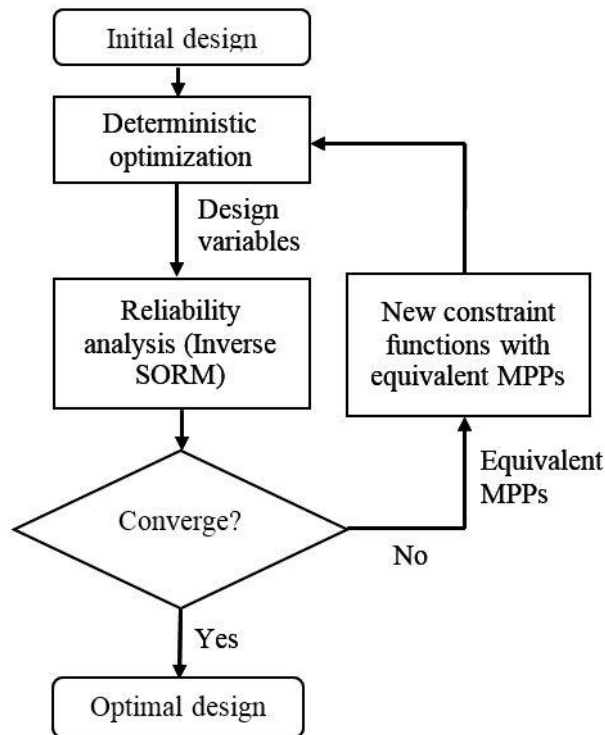 Initial design
Deterministic
optimization
Design
variables
Reliability
analysis (Inverse
SORM)
New constraint
functions with
equivalent MPPs
Equivalent
MPPs
Converge?
No
Yes
Optimal design